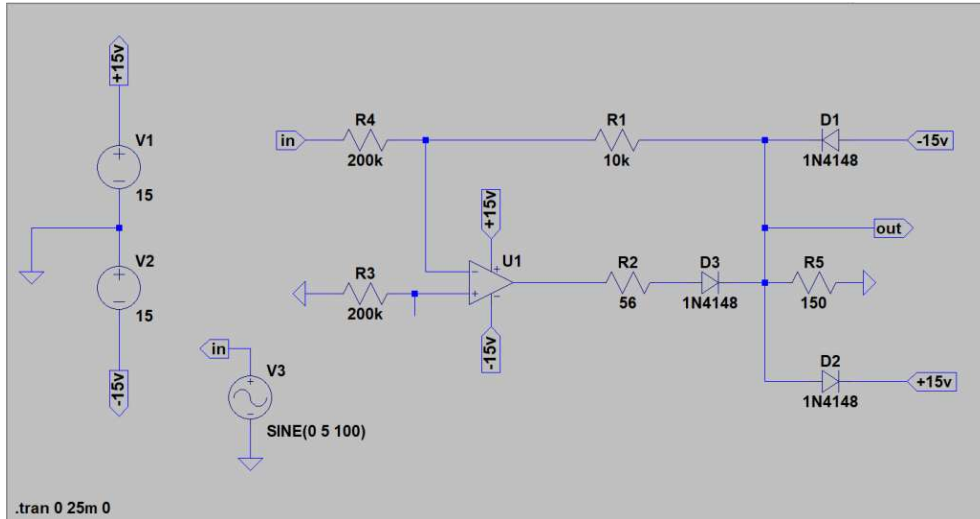 +15v
V1
+
−
15
V2
+
−
15
-15v
in
R4
200k
R1
10k
D1
1N4148
-15v
+15v
U1
−
+
+
−
-15v
R3
200k
R2
56
D3
1N4148
out
R5
150
D2
1N4148
+15v
in
V3
+
−
SINE(0 5 100)
.tran 0 25m 0